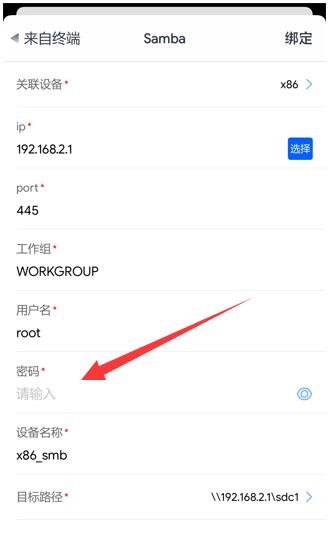 来自终端 Samba 绑定
关联设备* x86
ip*
192.168.2.1 选择
port*
445
工作组*
WORKGROUP
用户名*
root
密码*
请输入
设备名称*
x86_smb
目标路径* \\192.168.2.1\sdc1